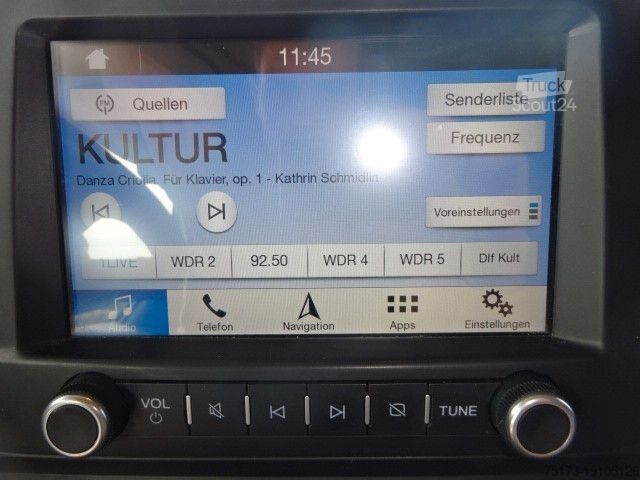 11:45
FM Quellen
Truck
Scout24
Senderliste
KULTUR
Frequenz
Danza Criolla. Für Klavier, op. 1 - Kathrin Schmidlin
Voreinstellungen
1LIVE WDR 2 92.50 WDR 4 WDR 5 Dlf Kult
Audio Telefon Navigation Apps Einstellungen
VOL TUNE